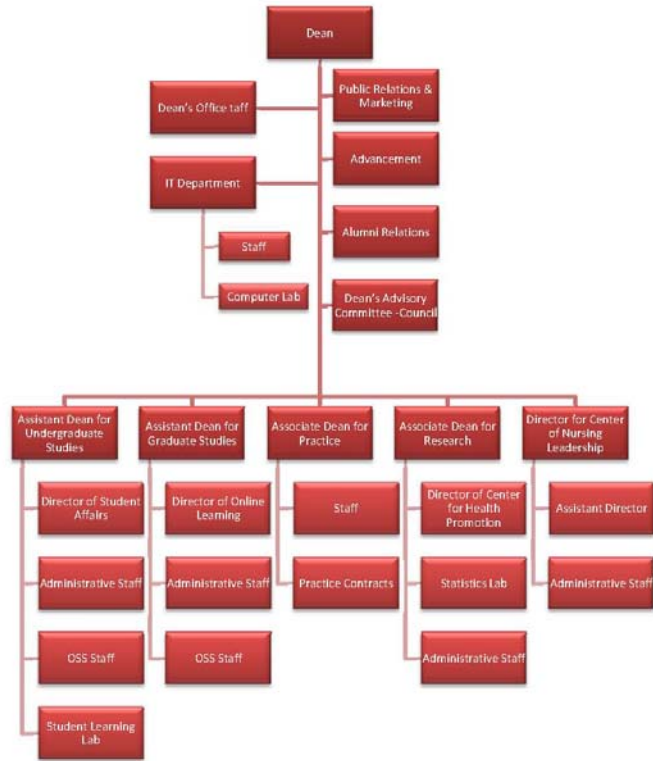 Dean
Dean's Office taff
Public Relations &
Marketing
Advancement
IT Department
Alumni Relations
Staff
Computer Lab
Dean's Advisory
Committee -Council
Assistant Dean for
Undergraduate
Studies
Assistant Dean for
Graduate Studies
Associate Dean for
Practice
Associate Dean for
Research
Director for Center
of Nursing
Leadership
Director of Student
Affairs
Administrative Staff
OSS Staff
Student Learning
Lab
Director of Online
Learning
Administrative Staff
OSS Staff
Staff
Practice Contracts
Director of Center
for Health
Promotion
Statistics Lab
Administrative Staff
Assistant Director
Administrative Staff